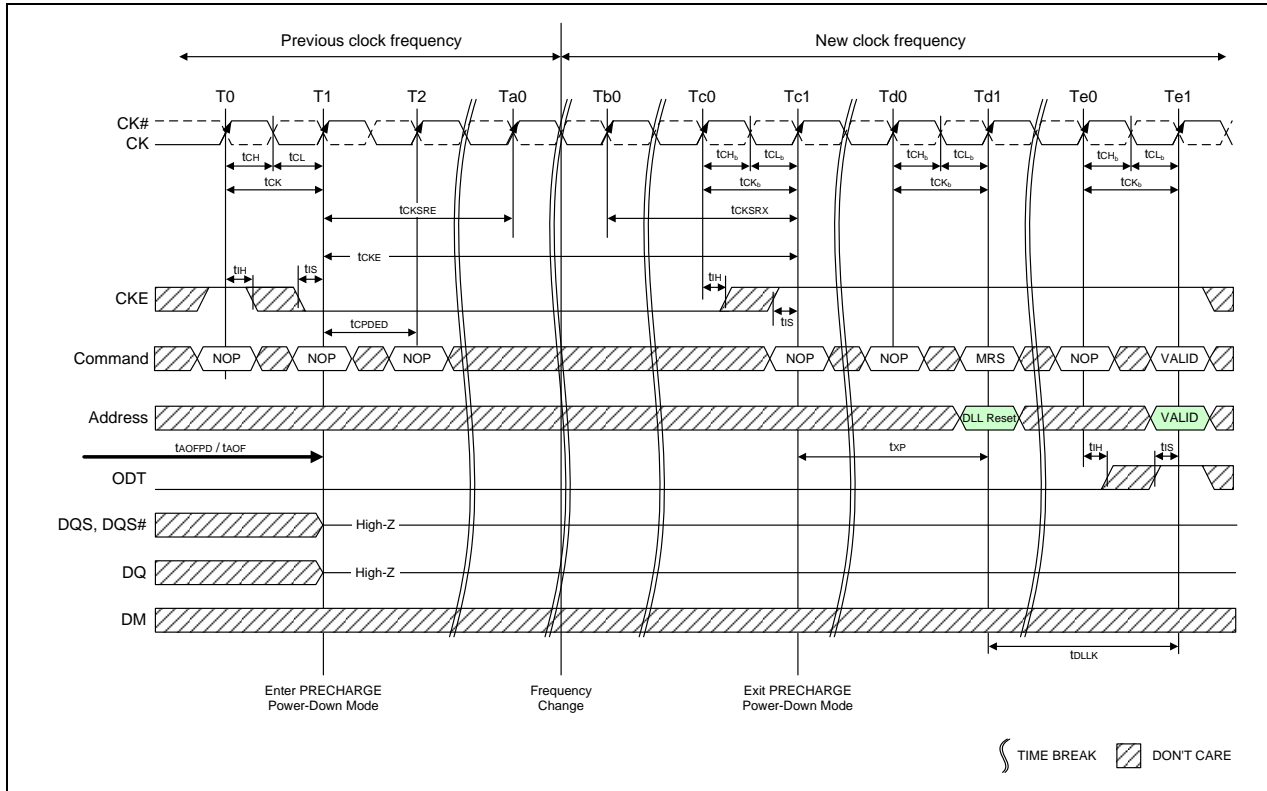 Previous clock frequency New clock frequency
T0 T1 T2 Ta0 Tb0 Tc0 Tc1 Td0 Td1 Te0 Te1
CK#
CK
tCH tCL tCHb tCLb tCHb tCLb tCHb tCLb
tCK tCKb tCKb tCKb
tCKSRE tCKSRX
tCKE
tIH tIS tIH
CKE
tIS
tCPDED
Command NOP NOP NOP NOP NOP MRS NOP VALID
Address DLL Reset VALID
tAOFPD / tAOF tXP tIH tIS
ODT
DQS, DQS# High-Z
DQ High-Z
DM
tDLLK
Enter PRECHARGE Frequency Exit PRECHARGE
Power-Down Mode Change Power-Down Mode
TIME BREAK DON'T CARE